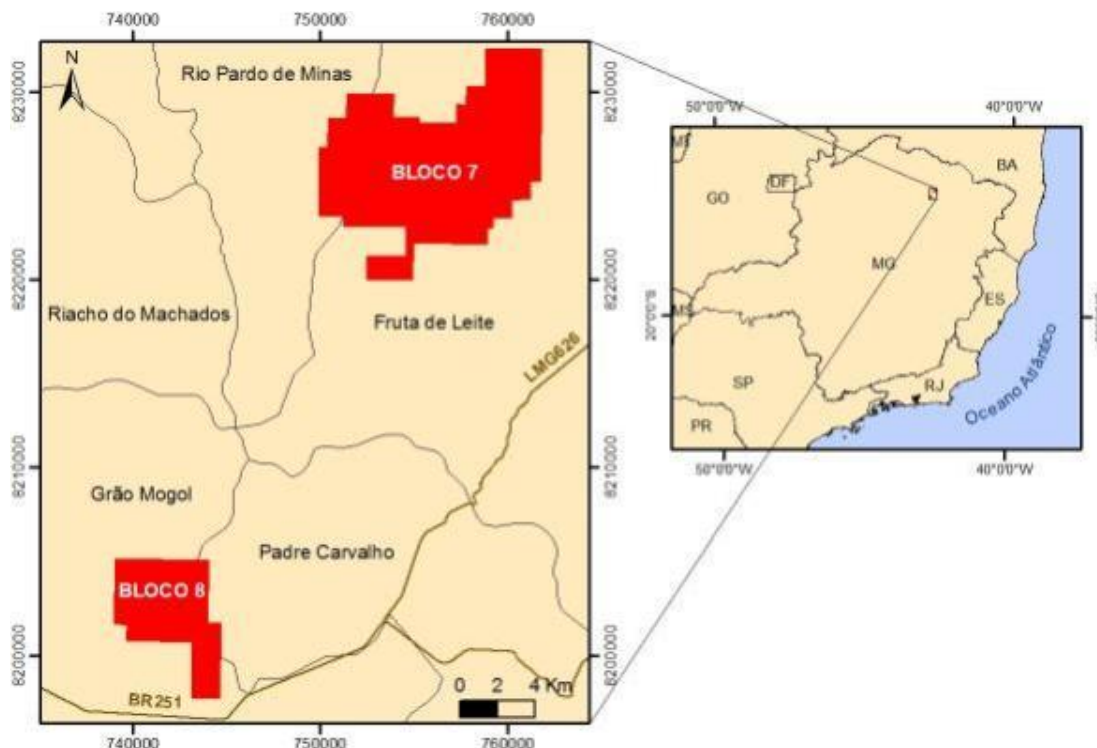 740000 750000 760000
N
Rio Pardo de Minas
8230000
8230000
BLOCO 7
8220000
8220000
Riacho do Machados
Fruta de Leite
LMG626
8210000
8210000
Grão Mogol
Padre Carvalho
BLOCO 8
8200000
8200000
BR251
0 2 4 Km
740000 750000 760000
50°0'0"W 40°0'0"W
BA
GO
DF
MG
ES
MS
20°0'0"S
SP
RJ
PR
Oceano Atlântico
50°0'0"W 40°0'0"W